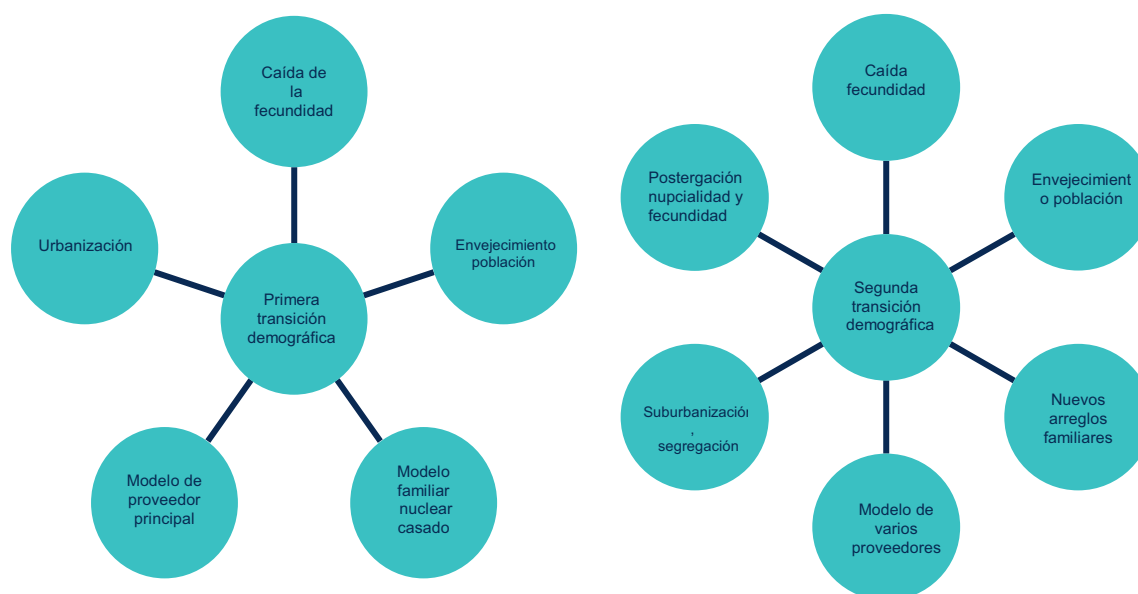 Caída de
la
fecundidad
Urbanización
Envejecimiento
población
Primera
transición
demográfica
Modelo de
proveedor
principal
Modelo
familiar
nuclear
casado
Caída
fecundidad
Postergación
nupcialidad y
fecundidad
Envejecimient
o población
Segunda
transición
demográfica
Suburbanización
,
segregación
Nuevos
arreglos
familiares
Modelo de
varios
proveedores